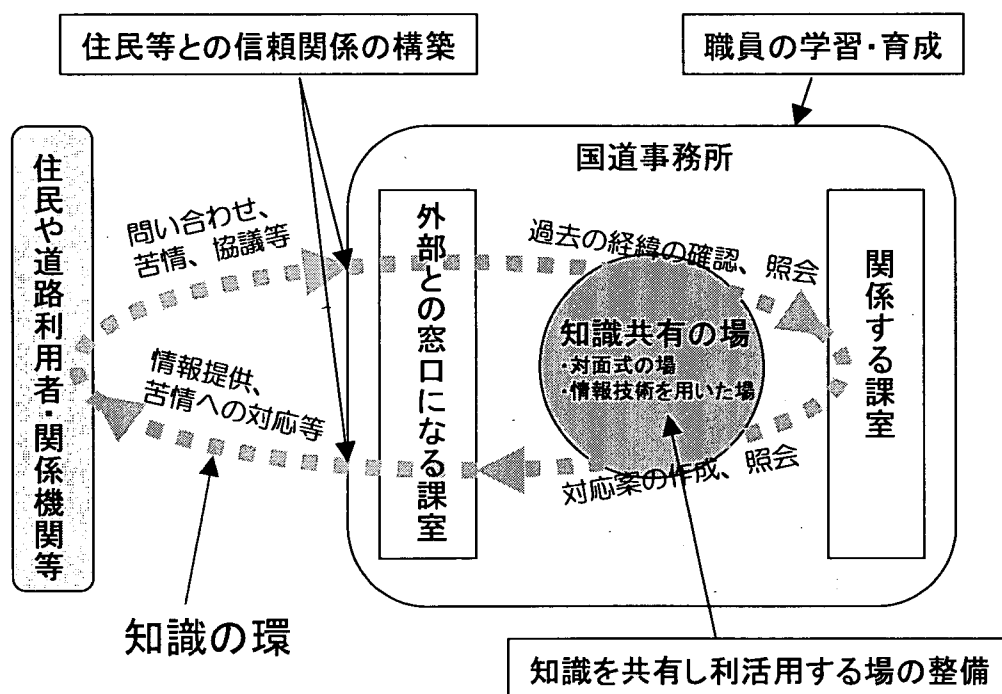 住民等との信頼関係の構築
職員の学習・育成
国道事務所
住民や道路利用者・関係機関等
問い合わせ、
苦情、協議等
外部との窓口になる課室
過去の経緯の確認、照会
関係する課室
知識共有の場
・対面式の場
・情報技術を用いた場
情報提供、
苦情への対応等
対応案の作成、照会
知識の環
知識を共有し利活用する場の整備